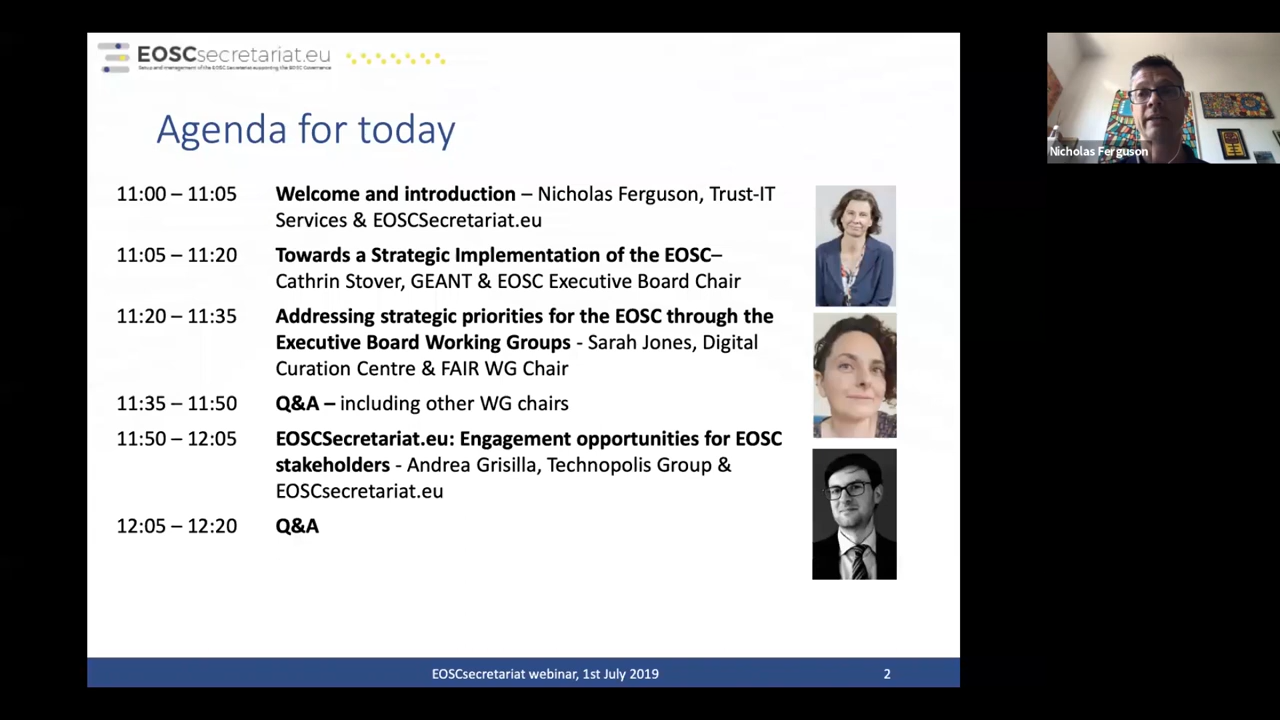 EOSCsecretariat.eu
Agenda for today
11:00 – 11:05
Welcome and introduction – Nicholas Ferguson, Trust-IT
Services & EOSCSecretariat.eu
11:05 – 11:20
Towards a Strategic Implementation of the EOSC–
Cathrin Stover, GEANT & EOSC Executive Board Chair
11:20 – 11:35
Addressing strategic priorities for the EOSC through the
Executive Board Working Groups - Sarah Jones, Digital
Curation Centre & FAIR WG Chair
11:35 – 11:50
Q&A – including other WG chairs
11:50 – 12:05
EOSCSecretariat.eu: Engagement opportunities for EOSC
stakeholders - Andrea Grisilla, Technopolis Group &
EOSCsecretariat.eu
12:05 – 12:20
Q&A
EOSCsecretariat webinar, 1st July 2019
2
Nicholas Ferguson